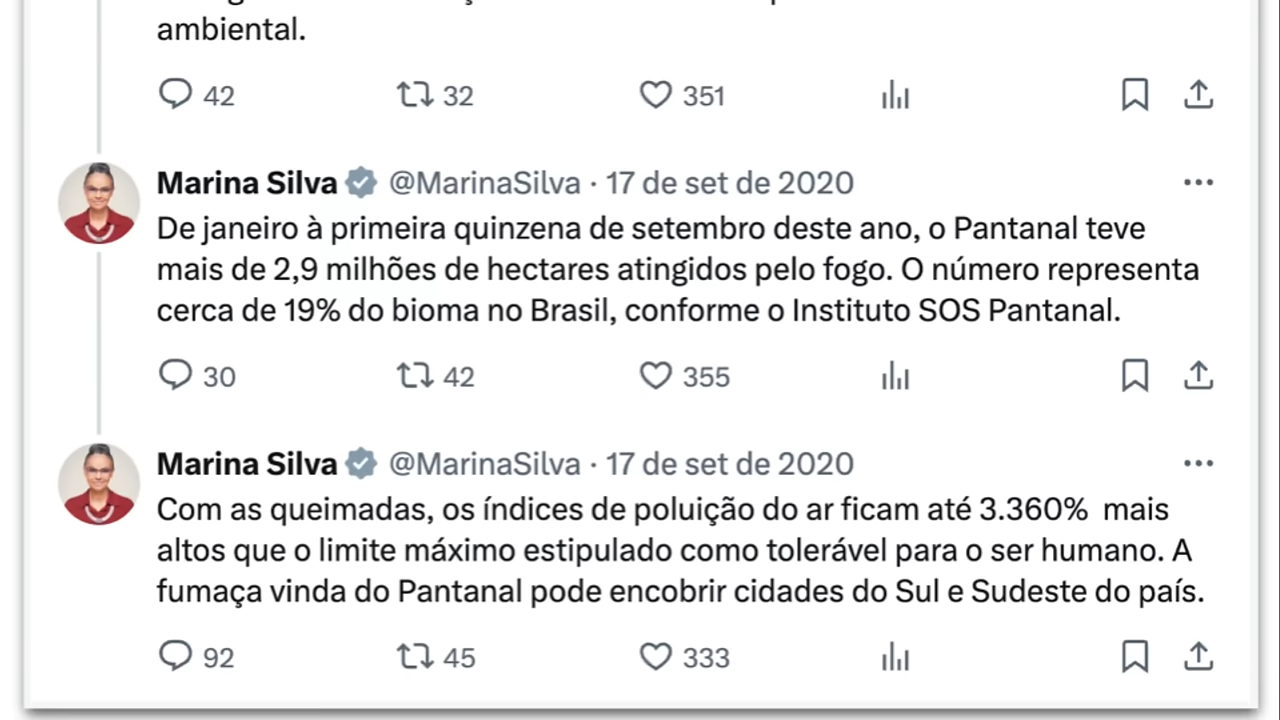 ambiental.
42 32 351
Marina Silva @MarinaSilva · 17 de set de 2020
De janeiro à primeira quinzena de setembro deste ano, o Pantanal teve
mais de 2,9 milhões de hectares atingidos pelo fogo. O número representa
cerca de 19% do bioma no Brasil, conforme o Instituto SOS Pantanal.
30 42 355
Marina Silva @MarinaSilva · 17 de set de 2020
Com as queimadas, os índices de poluição do ar ficam até 3.360%  mais
altos que o limite máximo estipulado como tolerável para o ser humano. A
fumaça vinda do Pantanal pode encobrir cidades do Sul e Sudeste do país.
92 45 333